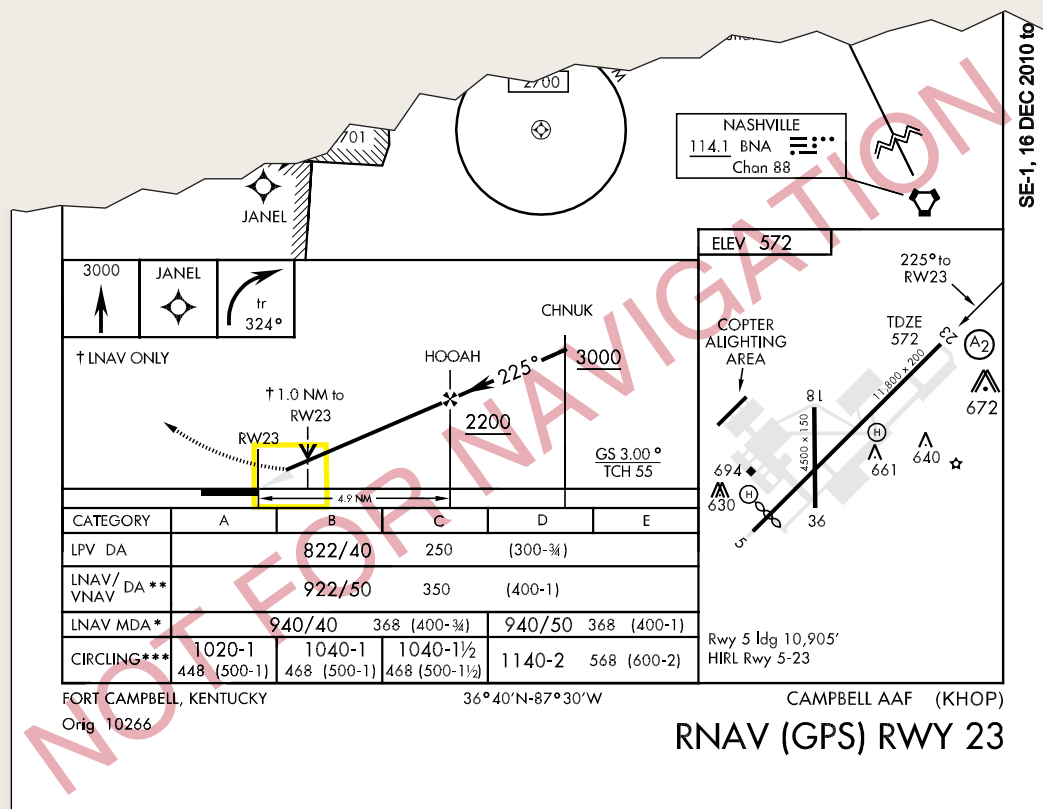 SE-1, 16 DEC 2010 to
2700
701
NASHVILLE
114.1 BNA
Chan 88
JANEL
3000
JANEL
tr
324°
† LNAV ONLY
CHNUK
HOOAH
225°
3000
† 1.0 NM to
RW23
2200
RW23
GS 3.00°
TCH 55
4.9 NM
ELEV 572
225° to
RW23
TDZE
572
COPTER
ALIGHTING
AREA
23
A2
672
11,800 x 200
18
4500 x 150
H
661
640
694
630
H
36
5
Rwy 5 ldg 10,905'
HIRL Rwy 5-23
CATEGORY A B C D E
LPV DA 822/40 250 (300-¾)
LNAV/
VNAV DA ** 922/50 350 (400-1)
LNAV MDA* 940/40 368 (400-¾) 940/50 368 (400-1)
CIRCLING*** 1020-1 1040-1 1040-1½ 1140-2 568 (600-2)
448 (500-1) 468 (500-1) 468 (500-1½)
FORT CAMPBELL, KENTUCKY 36°40'N-87°30'W CAMPBELL AAF (KHOP)
Orig 10266
RNAV (GPS) RWY 23
NOT FOR NAVIGATION